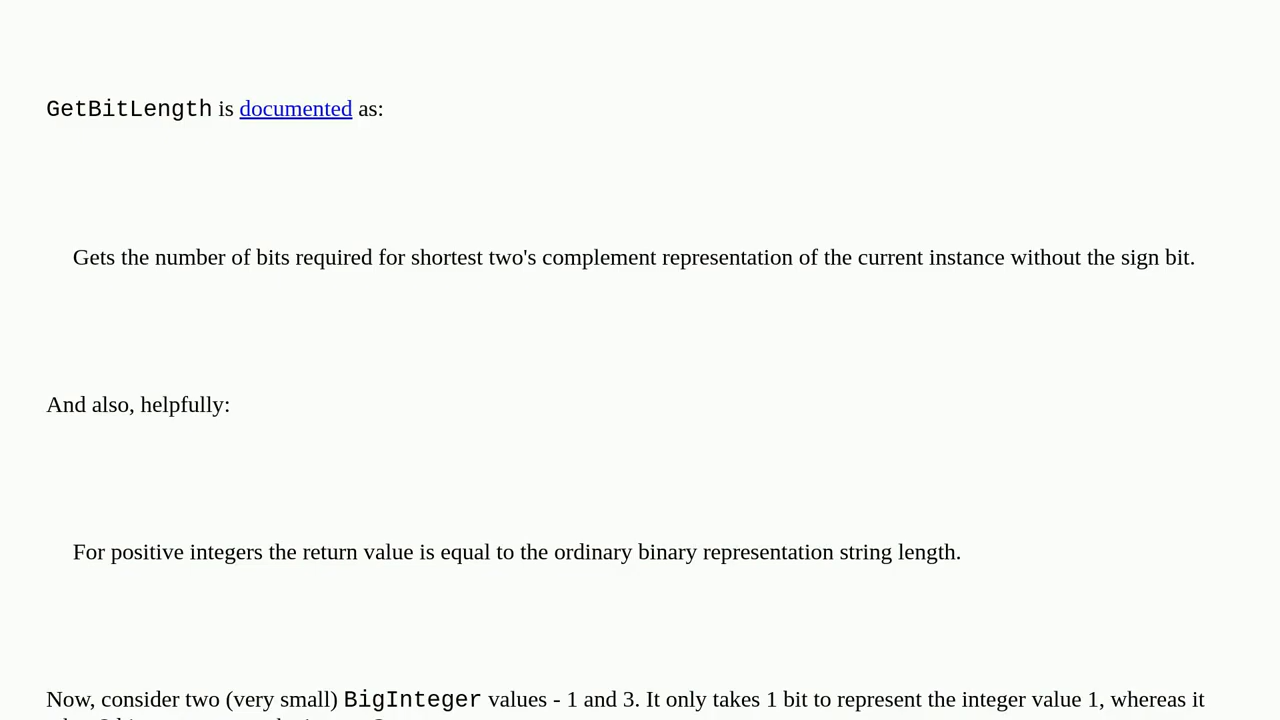 GetBitLength is documented as:
Gets the number of bits required for shortest two's complement representation of the current instance without the sign bit.
And also, helpfully:
For positive integers the return value is equal to the ordinary binary representation string length.
Now, consider two (very small) BigInteger values - 1 and 3. It only takes 1 bit to represent the integer value 1, whereas it